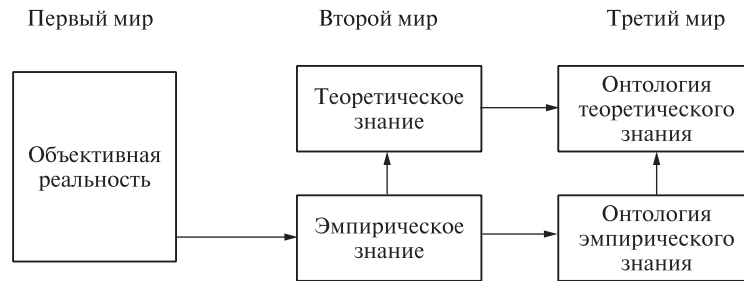 Первый мир
Второй мир
Третий мир
Объективная
реальность
Теоретическое
знание
Онтология
теоретического
знания
Эмпирическое
знание
Онтология
эмпирического
знания